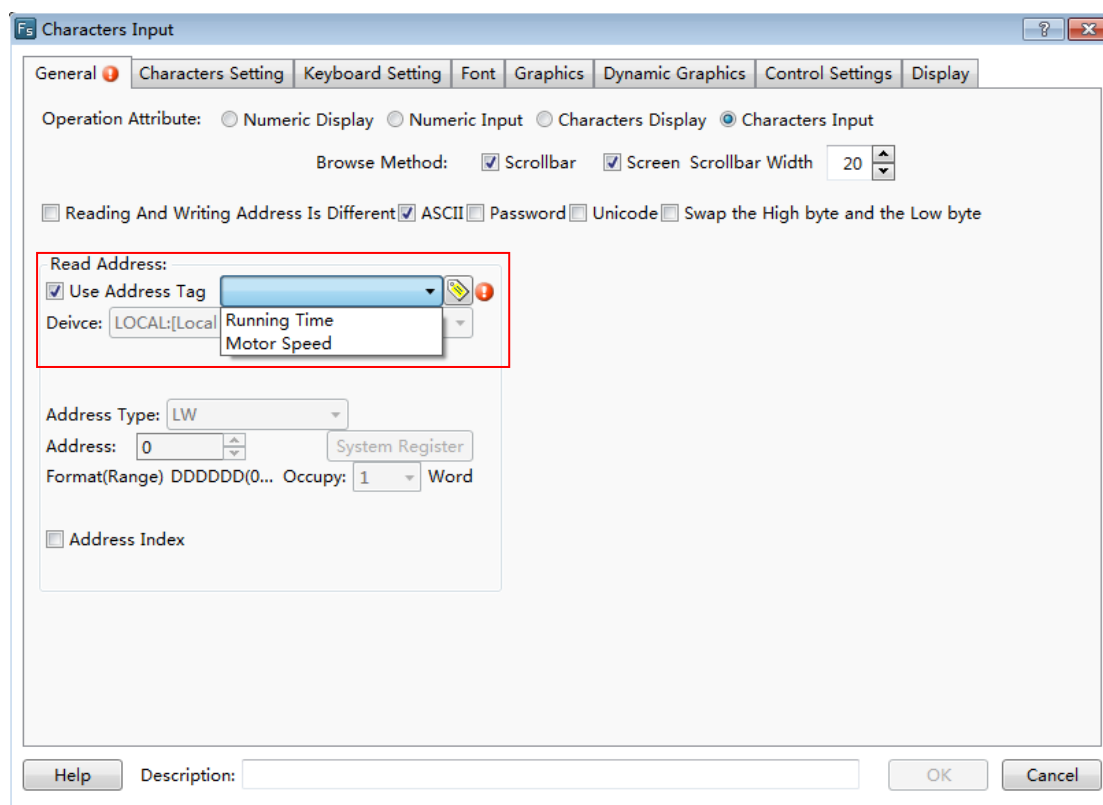 Fs Characters Input
General Characters Setting Keyboard Setting Font Graphics Dynamic Graphics Control Settings Display
Operation Attribute: Numeric Display Numeric Input Characters Display Characters Input
Browse Method: Scrollbar Screen Scrollbar Width 20
Reading And Writing Address Is Different ASCII Password Unicode Swap the High byte and the Low byte
Read Address:
Use Address Tag
Deivce: LOCAL:[Local
Running Time
Motor Speed
Address Type: LW
Address: 0 System Register
Format(Range) DDDDDD(0... Occupy: 1 Word
Address Index
Help Description: OK Cancel